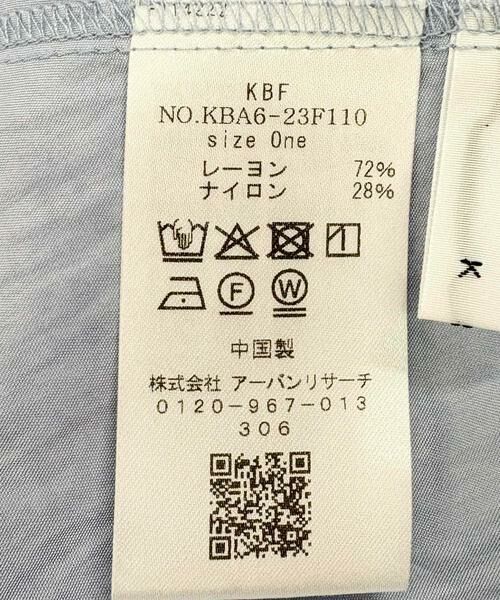 KBF
NO.KBA6-23F110
size One
レーヨン 72%
ナイロン 28%
F W
中国製
株式会社 アーバンリサーチ
0120-967-013
306